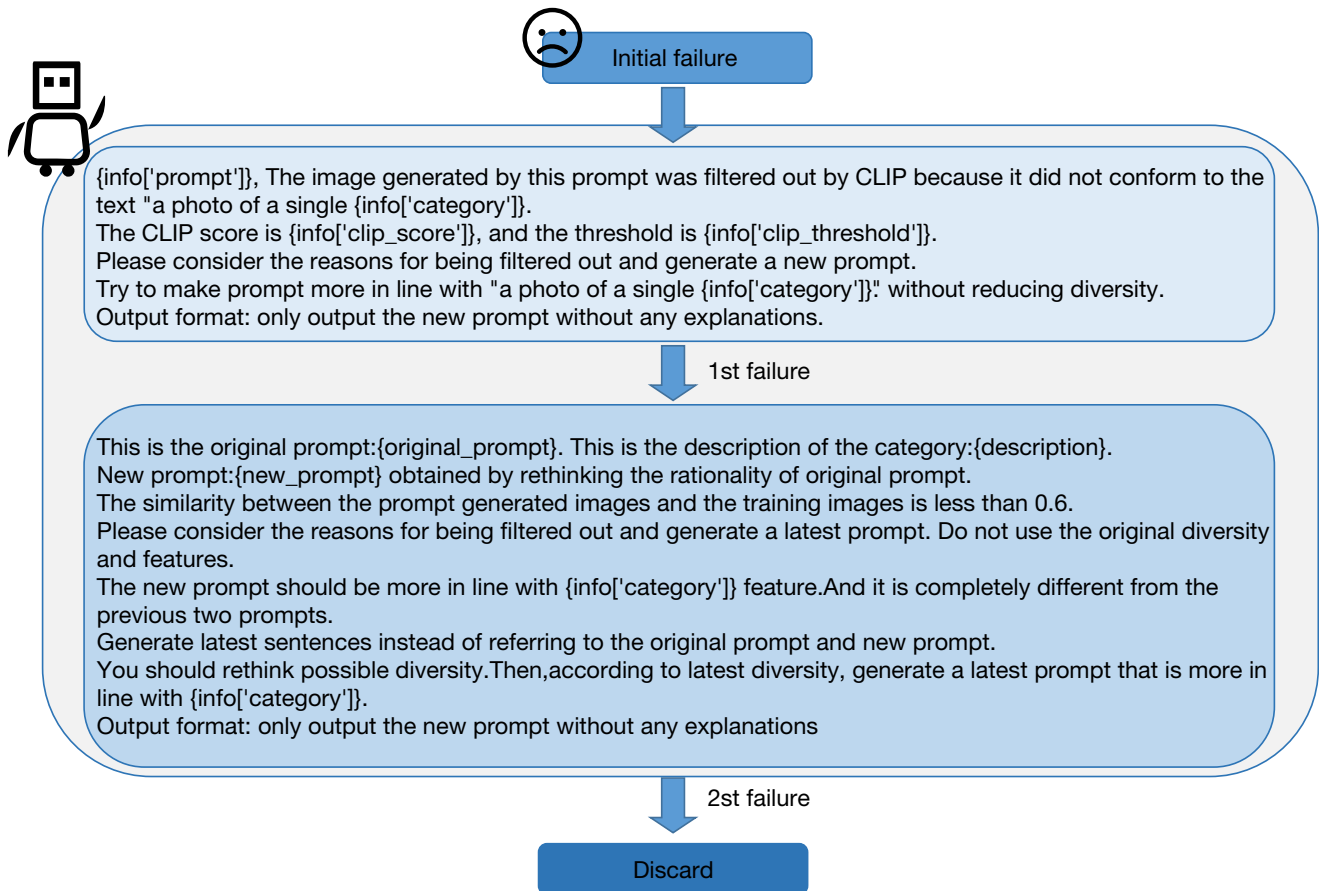 Initial failure
{info['prompt']}, The image generated by this prompt was filtered out by CLIP because it did not conform to the
text "a photo of a single {info['category']}.
The CLIP score is {info['clip_score']}, and the threshold is {info['clip_threshold']}.
Please consider the reasons for being filtered out and generate a new prompt.
Try to make prompt more in line with "a photo of a single {info['category']}." without reducing diversity.
Output format: only output the new prompt without any explanations.
1st failure
This is the original prompt:{original_prompt}. This is the description of the category:{description}.
New prompt:{new_prompt} obtained by rethinking the rationality of original prompt.
The similarity between the prompt generated images and the training images is less than 0.6.
Please consider the reasons for being filtered out and generate a latest prompt. Do not use the original diversity
and features.
The new prompt should be more in line with {info['category']} feature.And it is completely different from the
previous two prompts.
Generate latest sentences instead of referring to the original prompt and new prompt.
You should rethink possible diversity.Then,according to latest diversity, generate a latest prompt that is more in
line with {info['category']}.
Output format: only output the new prompt without any explanations
2st failure
Discard